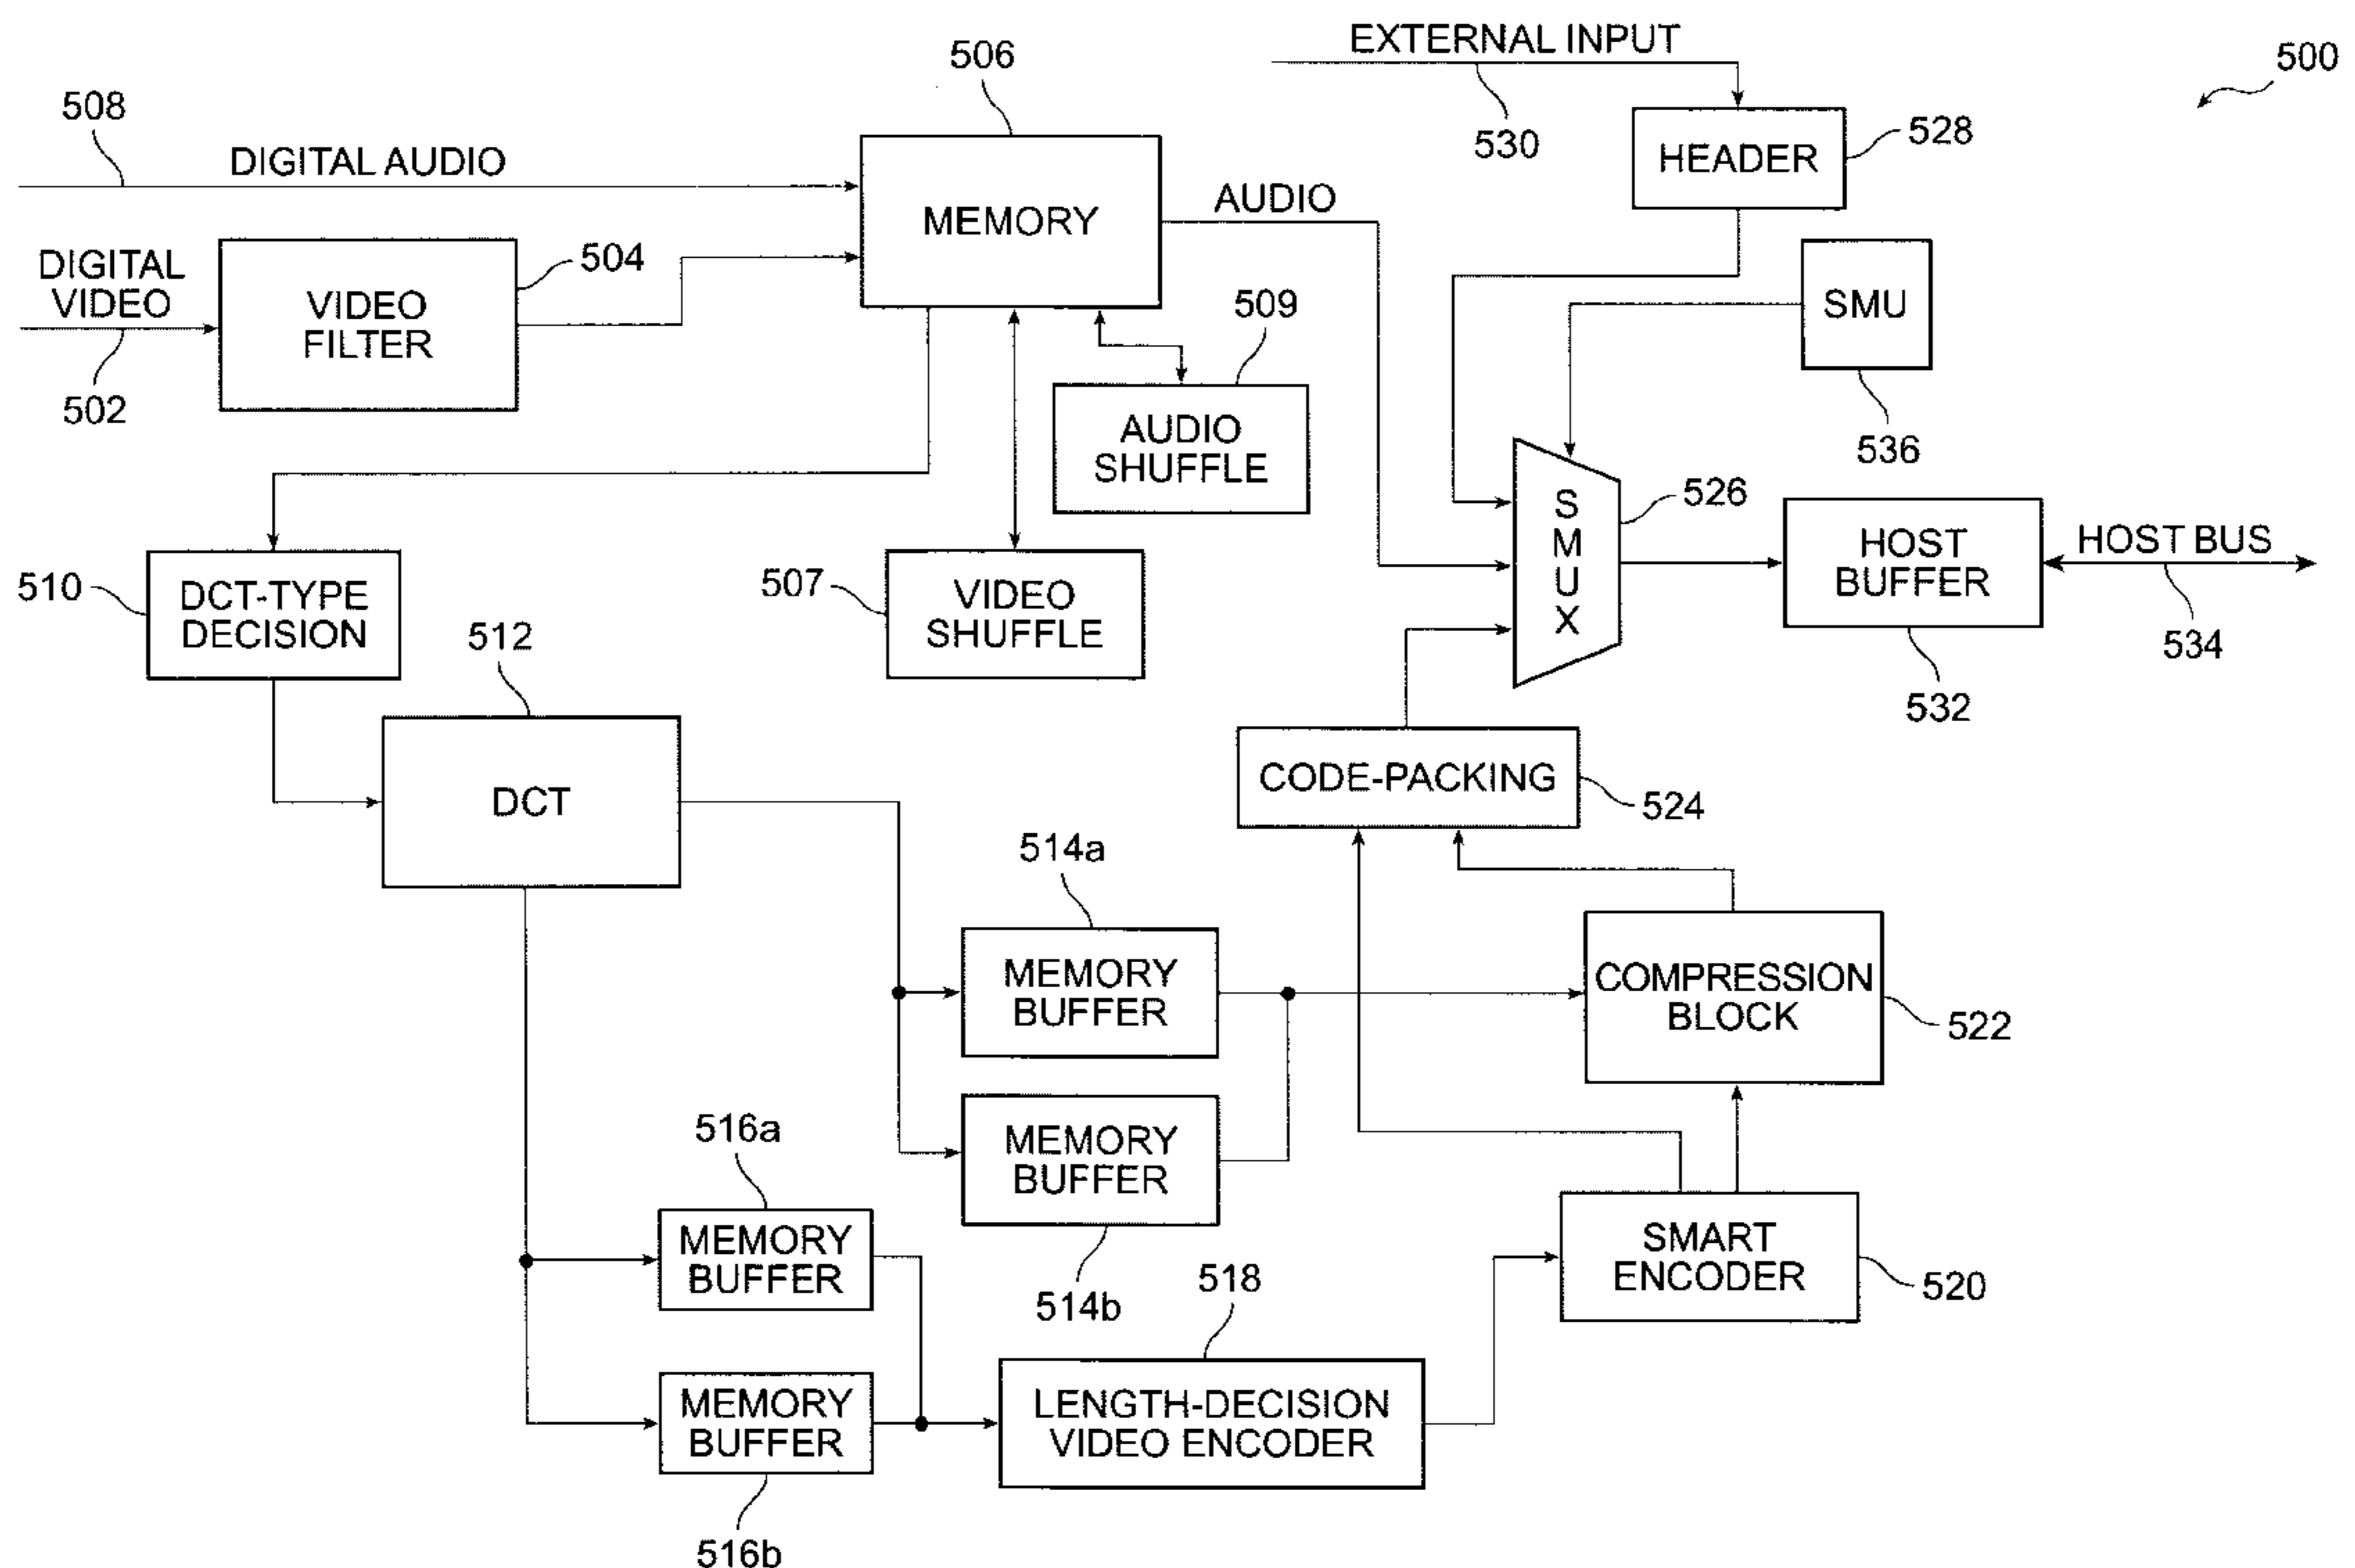 EXTERNAL INPUT
500
506
508
530
528
DIGITAL AUDIO
HEADER
MEMORY
AUDIO
DIGITAL
VIDEO
504
VIDEO
FILTER
509
SMU
502
AUDIO
SHUFFLE
536
S
M
U
X
526
HOST
BUFFER
HOST BUS
510
DCT-TYPE
DECISION
507
VIDEO
SHUFFLE
534
512
532
DCT
CODE-PACKING
524
514a
MEMORY
BUFFER
COMPRESSION
BLOCK
522
516a
MEMORY
BUFFER
514b
MEMORY
BUFFER
SMART
ENCODER
520
518
MEMORY
BUFFER
LENGTH-DECISION
VIDEO ENCODER
516b